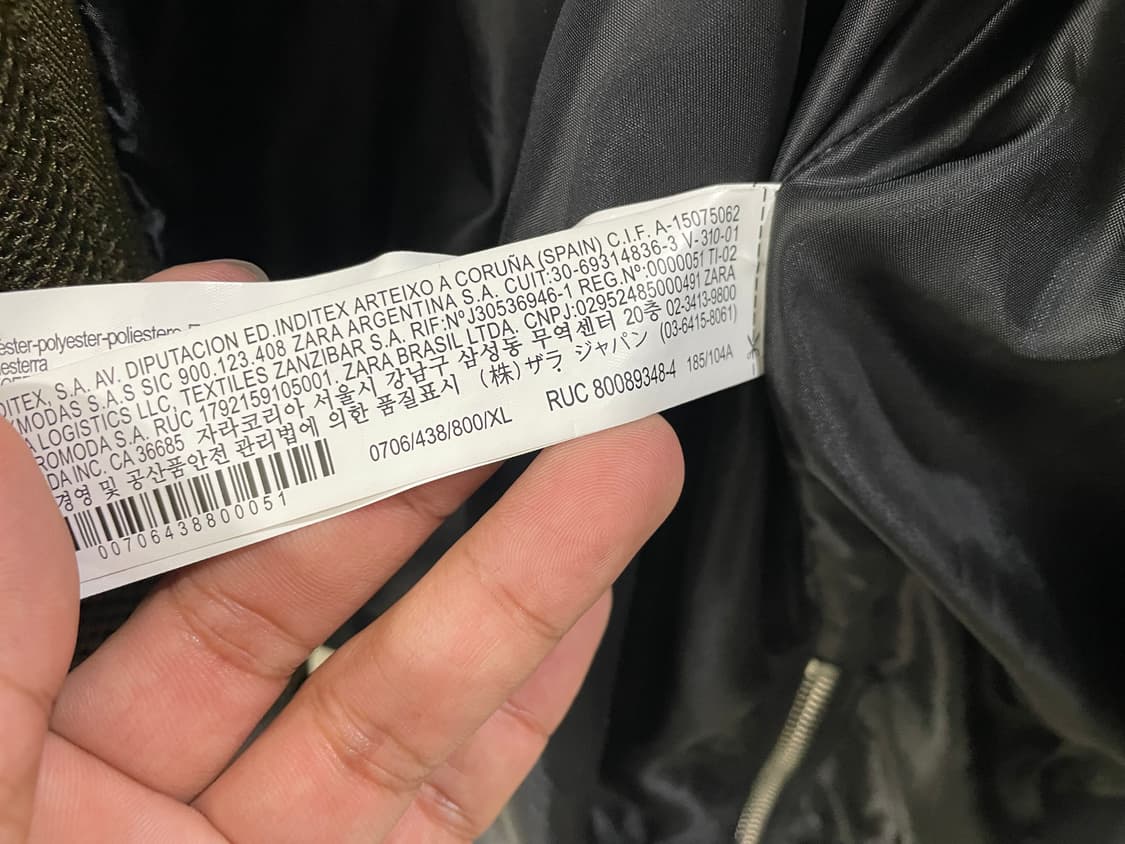 ester-polyester-poliestere
esterra
DITEX, S.A. AV. DIPUTACION ED.INDITEX ARTEIXO A CORUÑA (SPAIN) C.I.F. A-15075062
YMODAS S.A.S SIC 900.123.408 ZARA ARGENTINA S.A. CUIT:30-69314836-3 V-310-01
A LOGISTICS LLC, TEXTILES ZANZIBAR S.A. RIF:Nº J30536946-1 REG.Nº:0000051 TI-02
ROMODA S.A. RUC 1792159105001. ZARA BRASIL LTDA. CNPJ:02952485000491 ZARA
DA INC. CA 36685 자라코리아 서울시 강남구 삼성동 무역센터 20층 02-3413-9800
경영 및 공산품안전 관리법에 의한 품질표시 (株)ザラ ジャパン (03-6415-8061)
0706/438/800/XL RUC 80089348-4 185/104A
00706438800051